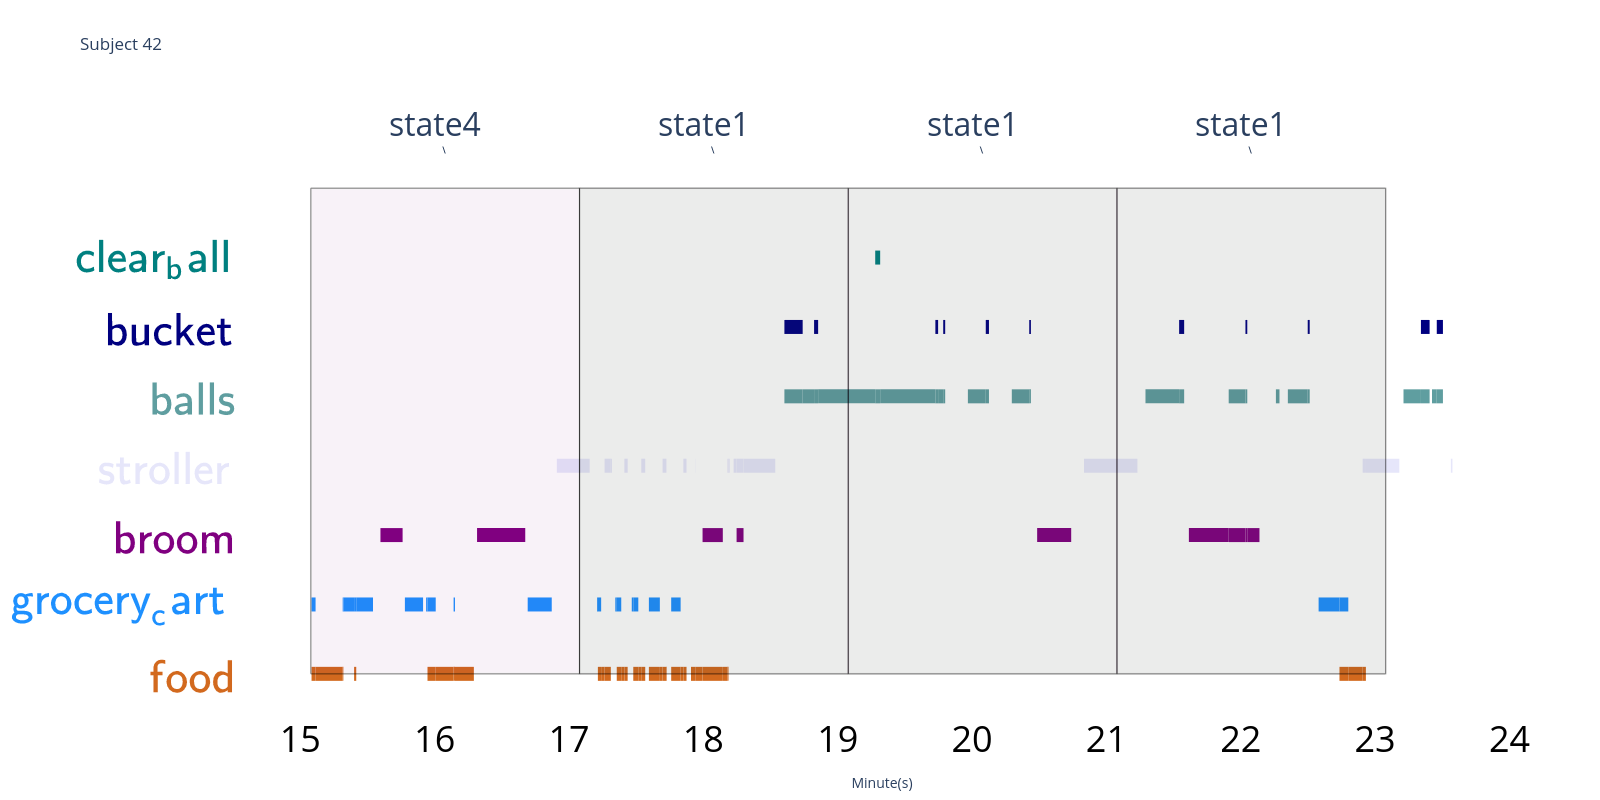 Subject 42
state4 state1 state1 state1
clear_ball
bucket
balls
stroller
broom
grocery_cart
food
15 16 17 18 19 20 21 22 23 24
Minute(s)